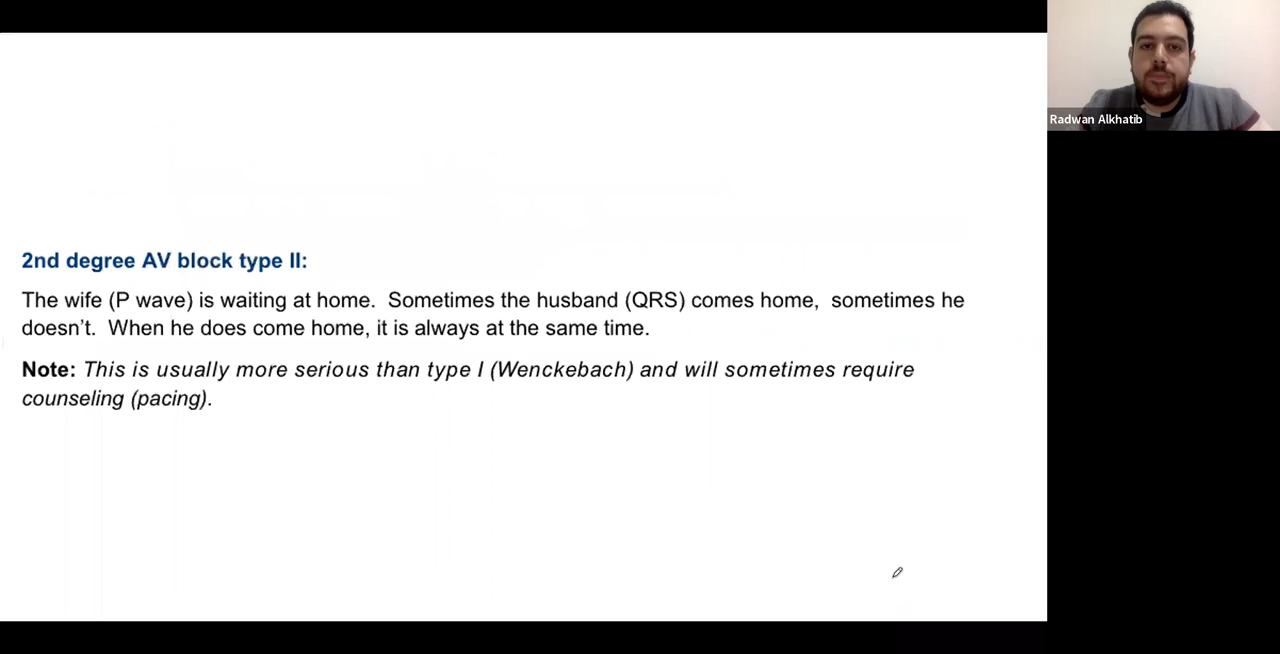 2nd degree AV block type II:
The wife (P wave) is waiting at home.  Sometimes the husband (QRS) comes home,  sometimes he
doesn’t.  When he does come home, it is always at the same time.
Note: This is usually more serious than type I (Wenckebach) and will sometimes require
counseling (pacing).
Radwan Alkhatib